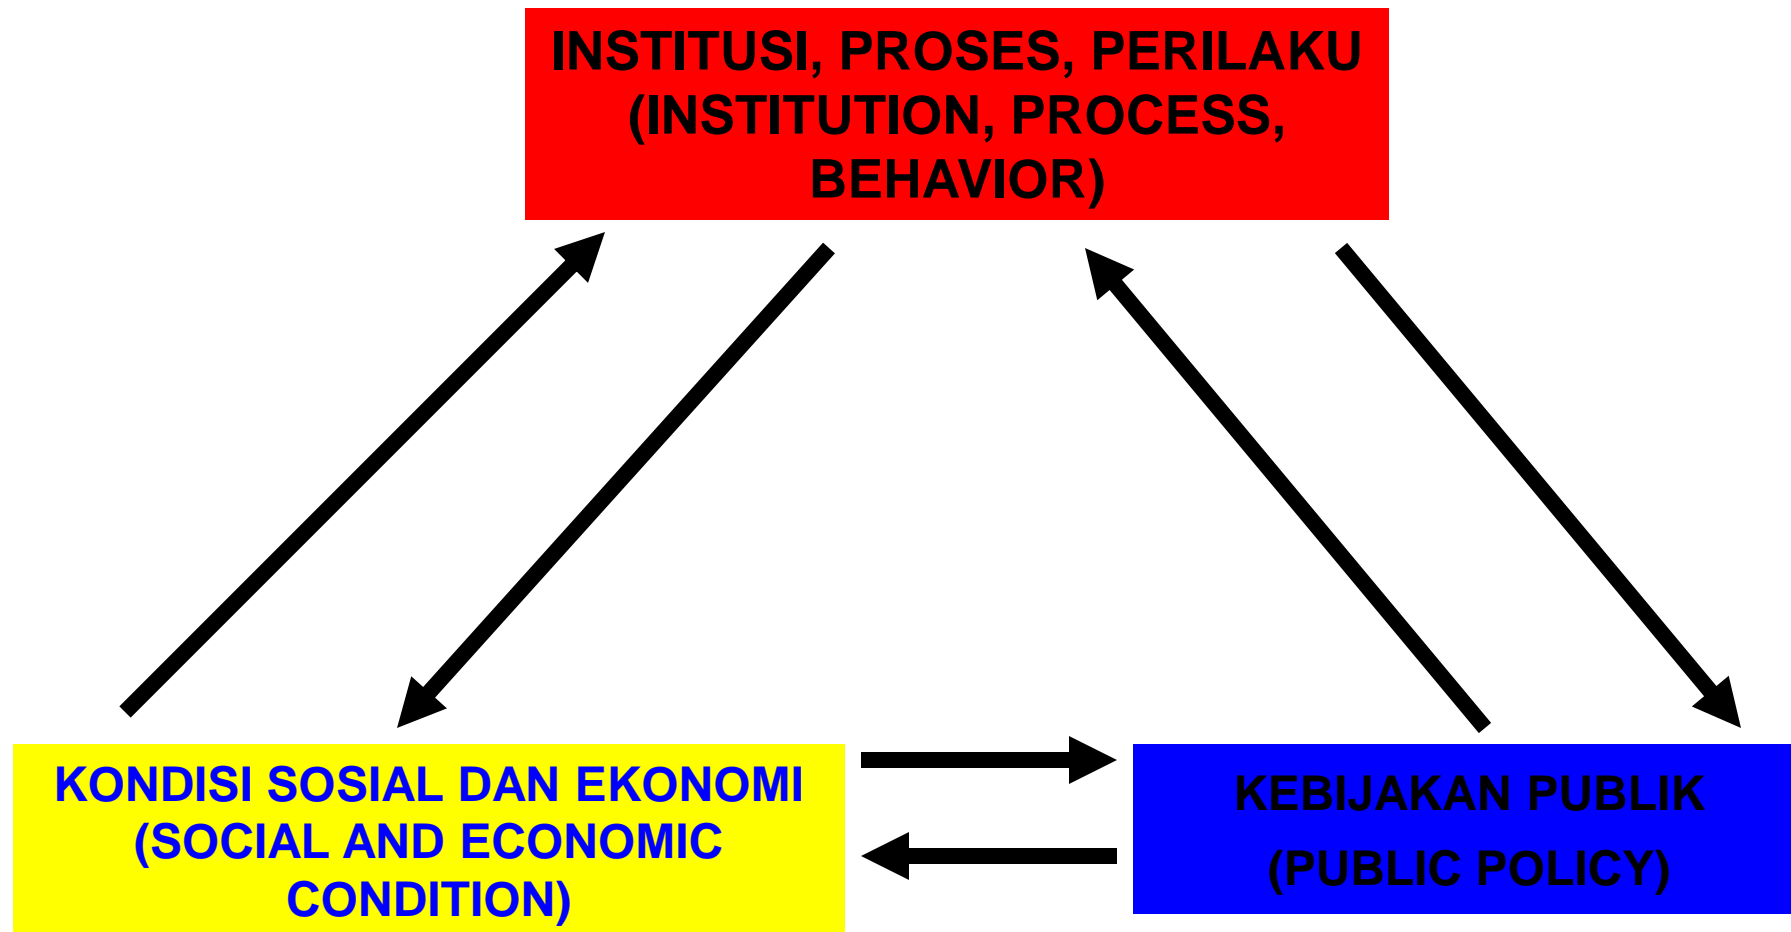 INSTITUSI, PROSES, PERILAKU
(INSTITUTION, PROCESS,
BEHAVIOR)
KONDISI SOSIAL DAN EKONOMI
(SOCIAL AND ECONOMIC
CONDITION)
KEBIJAKAN PUBLIK
(PUBLIC POLICY)